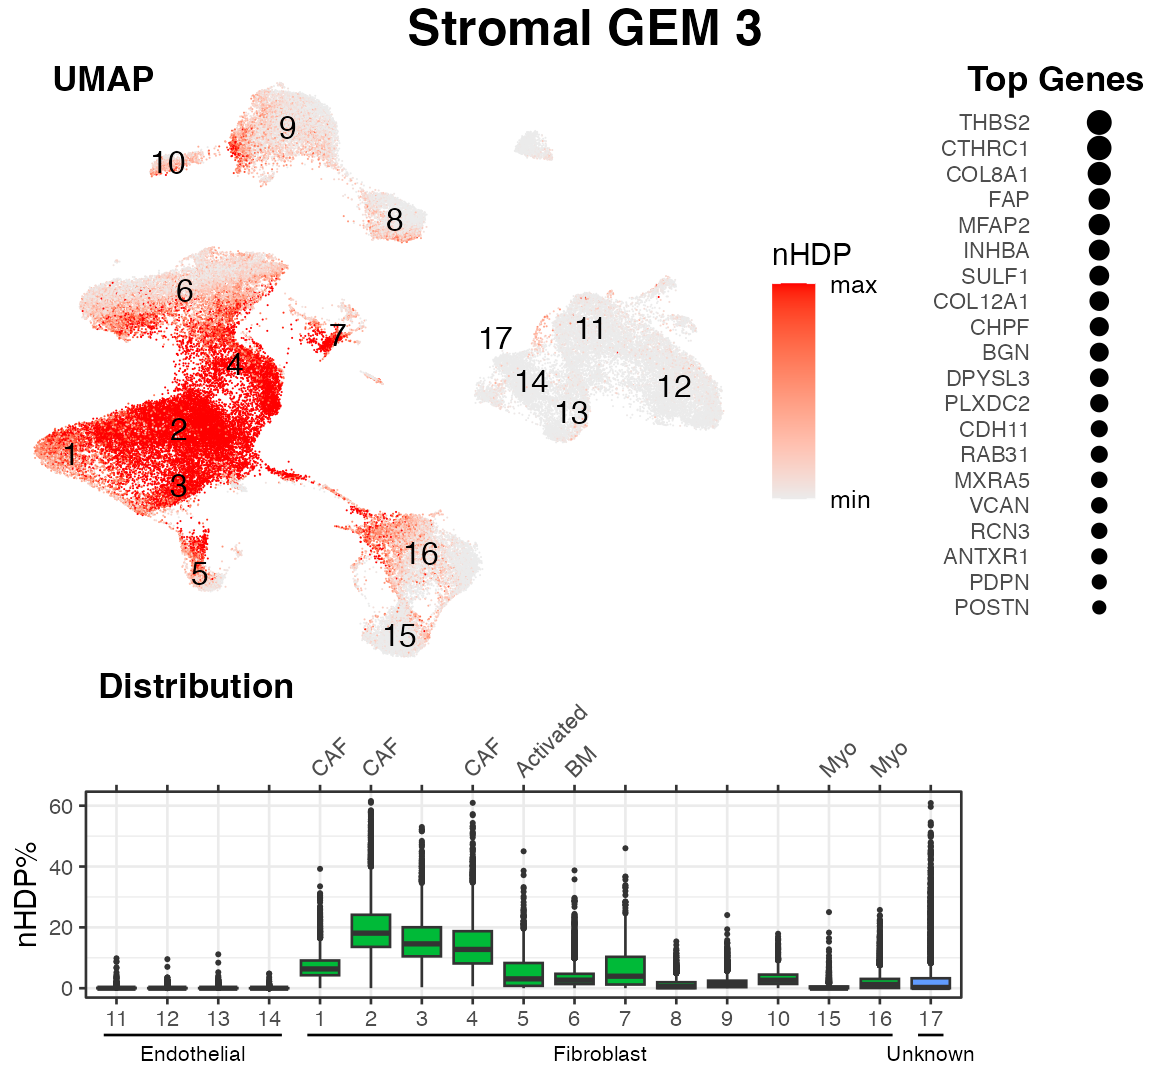 Stromal GEM 3
UMAP
Top Genes
9
10
8
6
7
4
2
1
3
5
16
15
17
11
14
12
13
nHDP
max
min
THBS2
CTHRC1
COL8A1
FAP
MFAP2
INHBA
SULF1
COL12A1
CHPF
BGN
DPYSL3
PLXDC2
CDH11
RAB31
MXRA5
VCAN
RCN3
ANTXR1
PDPN
POSTN
Distribution
CAF
CAF
CAF
Activated
BM
Myo
Myo
nHDP%
60
40
20
0
11 12 13 14 1 2 3 4 5 6 7 8 9 10 15 16 17
Endothelial Fibroblast Unknown